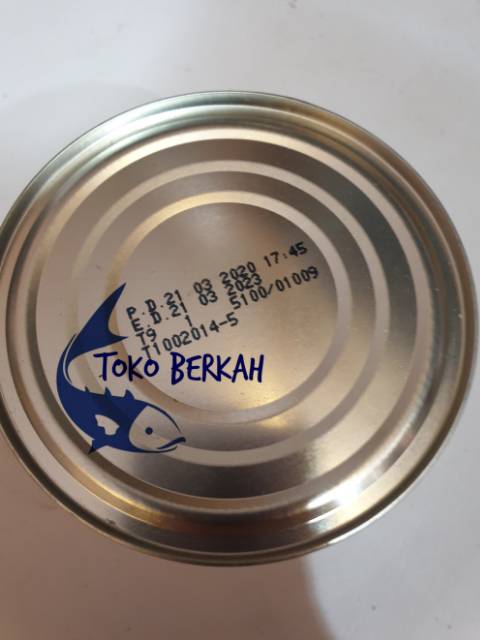 P.D.21 03 2020 17:45
E.D.21 03 2023
T9 1 5100/01009
T1002014-5
TOKO BERKAH